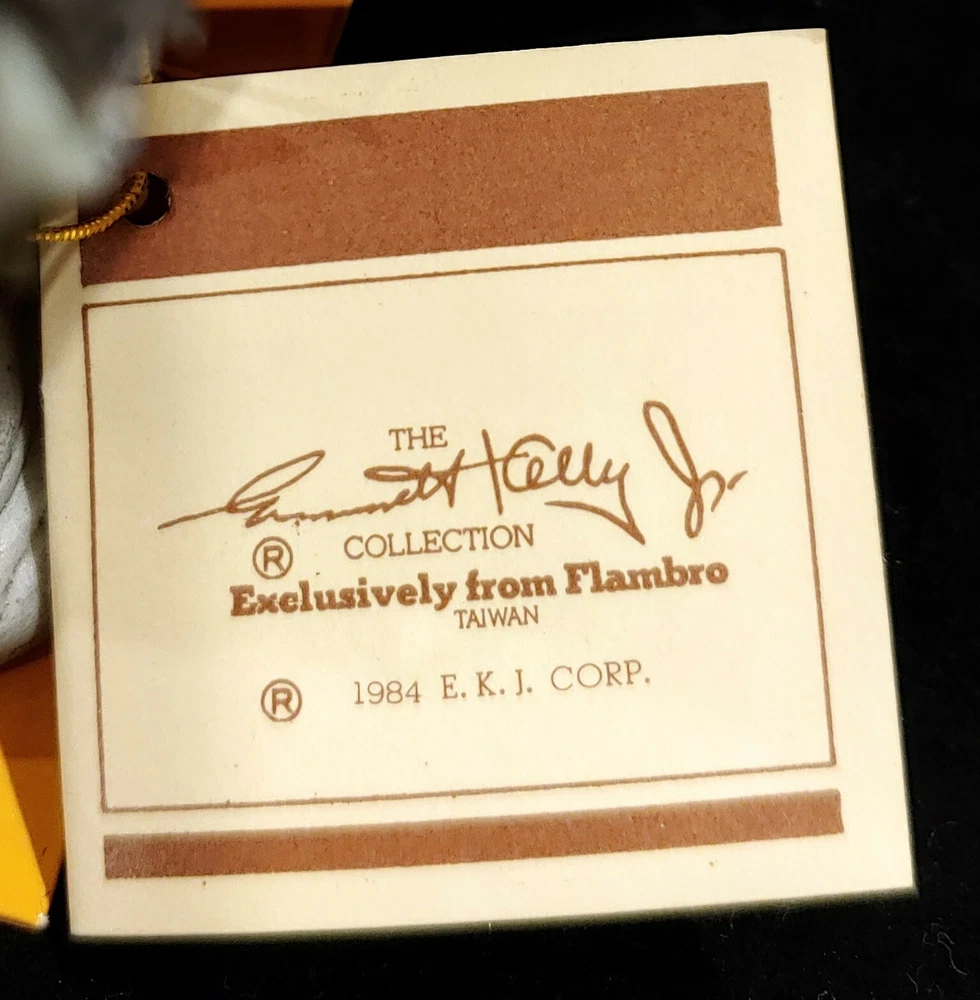 THE
Emmett Kelly Jr.
® COLLECTION
Exclusively from Flambro
TAIWAN
® 1984 E. K. J. CORP.